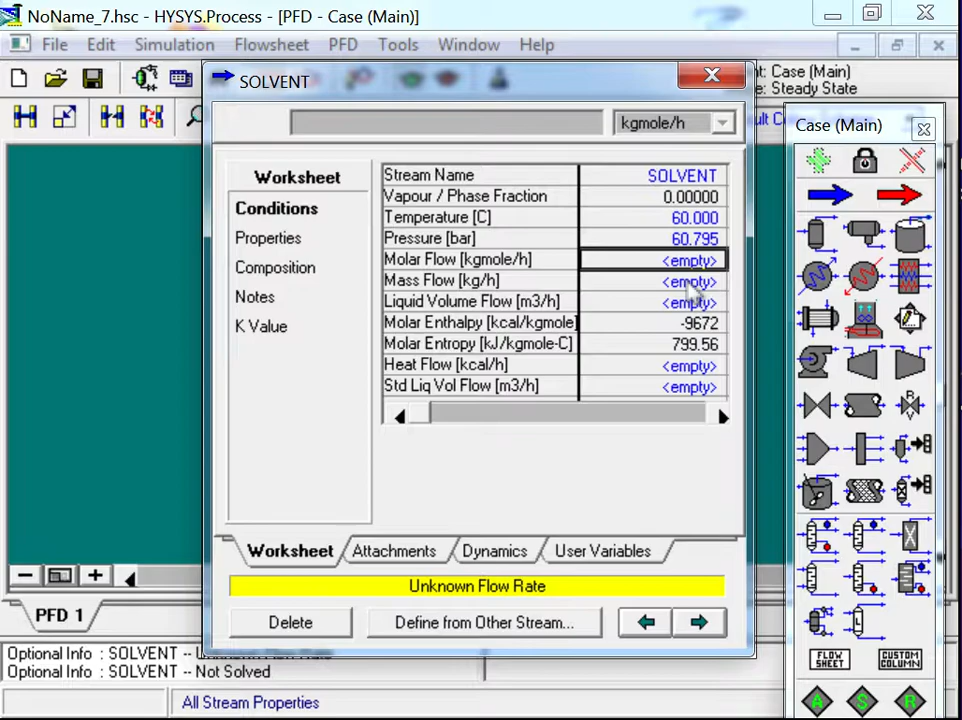 NoName_7.hsc - HYSYS.Process - [PFD - Case (Main)]
File Edit Simulation Flowsheet PFD Tools Window Help
SOLVENT
t: Case (Main)
e: Steady State
kgmole/h
Case (Main)
Worksheet
Conditions
Properties
Composition
Notes
K Value
Stream Name SOLVENT
Vapour / Phase Fraction 0.00000
Temperature [C] 60.000
Pressure [bar] 60.795
Molar Flow [kgmole/h] <empty>
Mass Flow [kg/h] <empty>
Liquid Volume Flow [m3/h] <empty>
Molar Enthalpy [kcal/kgmole] -9672
Molar Entropy [kJ/kgmole-C] 799.56
Heat Flow [kcal/h] <empty>
Std Liq Vol Flow [m3/h] <empty>
Worksheet Attachments Dynamics User Variables
Unknown Flow Rate
Delete Define from Other Stream...
PFD 1
Optional Info : SOLVENT --
Optional Info : SOLVENT -- Not Solved
All Stream Properties
FLOW SHEET
CUSTOM COLUMN
A S R